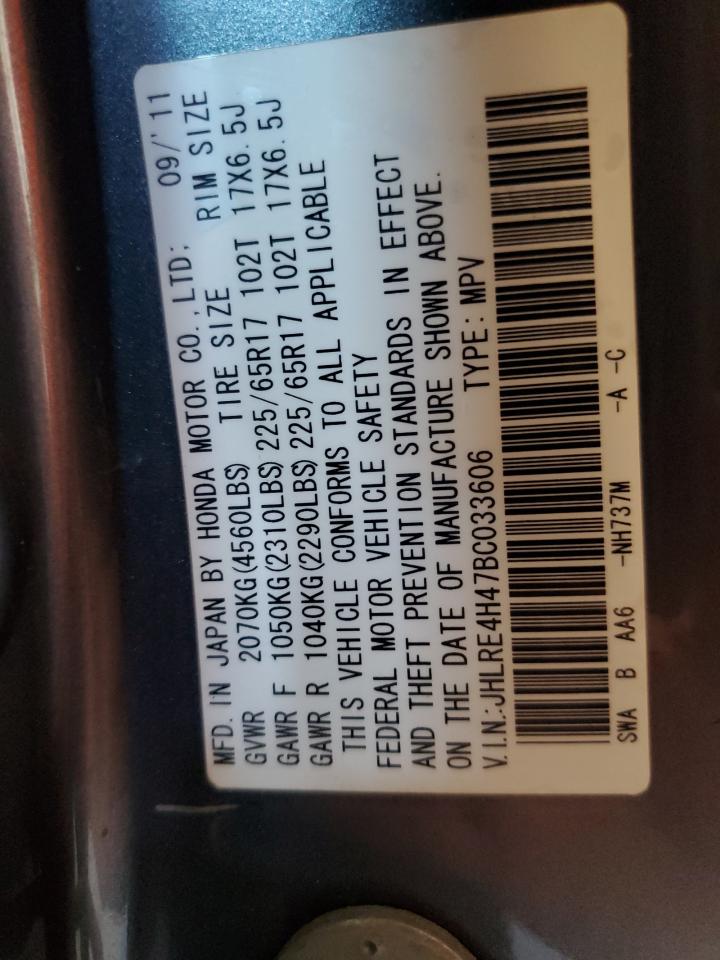 MFD. IN JAPAN BY HONDA MOTOR CO.,LTD; 09/'11
GVWR 2070KG(4560LBS) TIRE SIZE RIM SIZE
GAWR F 1050KG(2310LBS) 225/65R17 102T 17X6.5J
GAWR R 1040KG(2290LBS) 225/65R17 102T 17X6.5J
THIS VEHICLE CONFORMS TO ALL APPLICABLE
FEDERAL MOTOR VEHICLE SAFETY
AND THEFT PREVENTION STANDARDS IN EFFECT
ON THE DATE OF MANUFACTURE SHOWN ABOVE.
V.I.N.:JHLRE4H47BC033606 TYPE:MPV
SWA B AA6 -NH737M -A -C